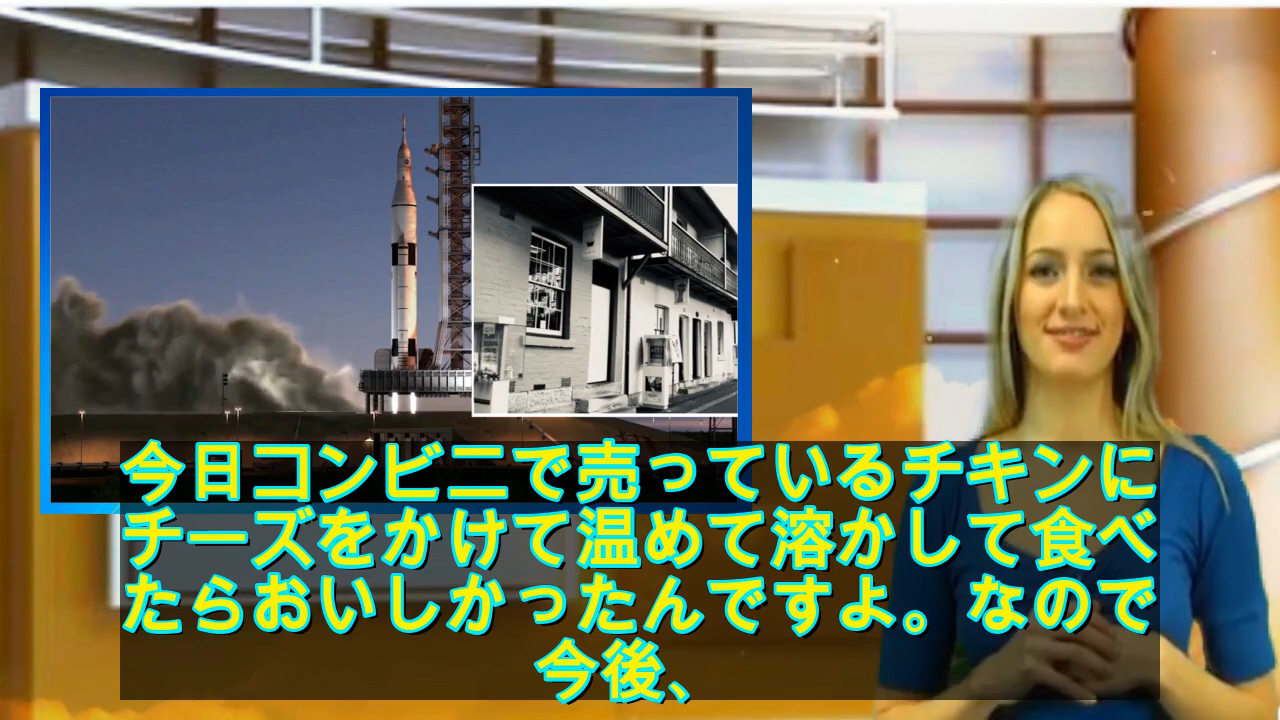 今日コンビニで売っているチキンに
チーズをかけて温めて溶かして食べ
たらおいしかったんですよ。なので
今後、